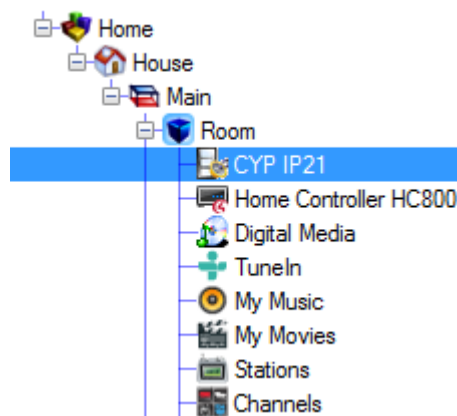 Home
House
Main
Room
CYP IP21
Home Controller HC800
Digital Media
TuneIn
My Music
My Movies
Stations
Channels